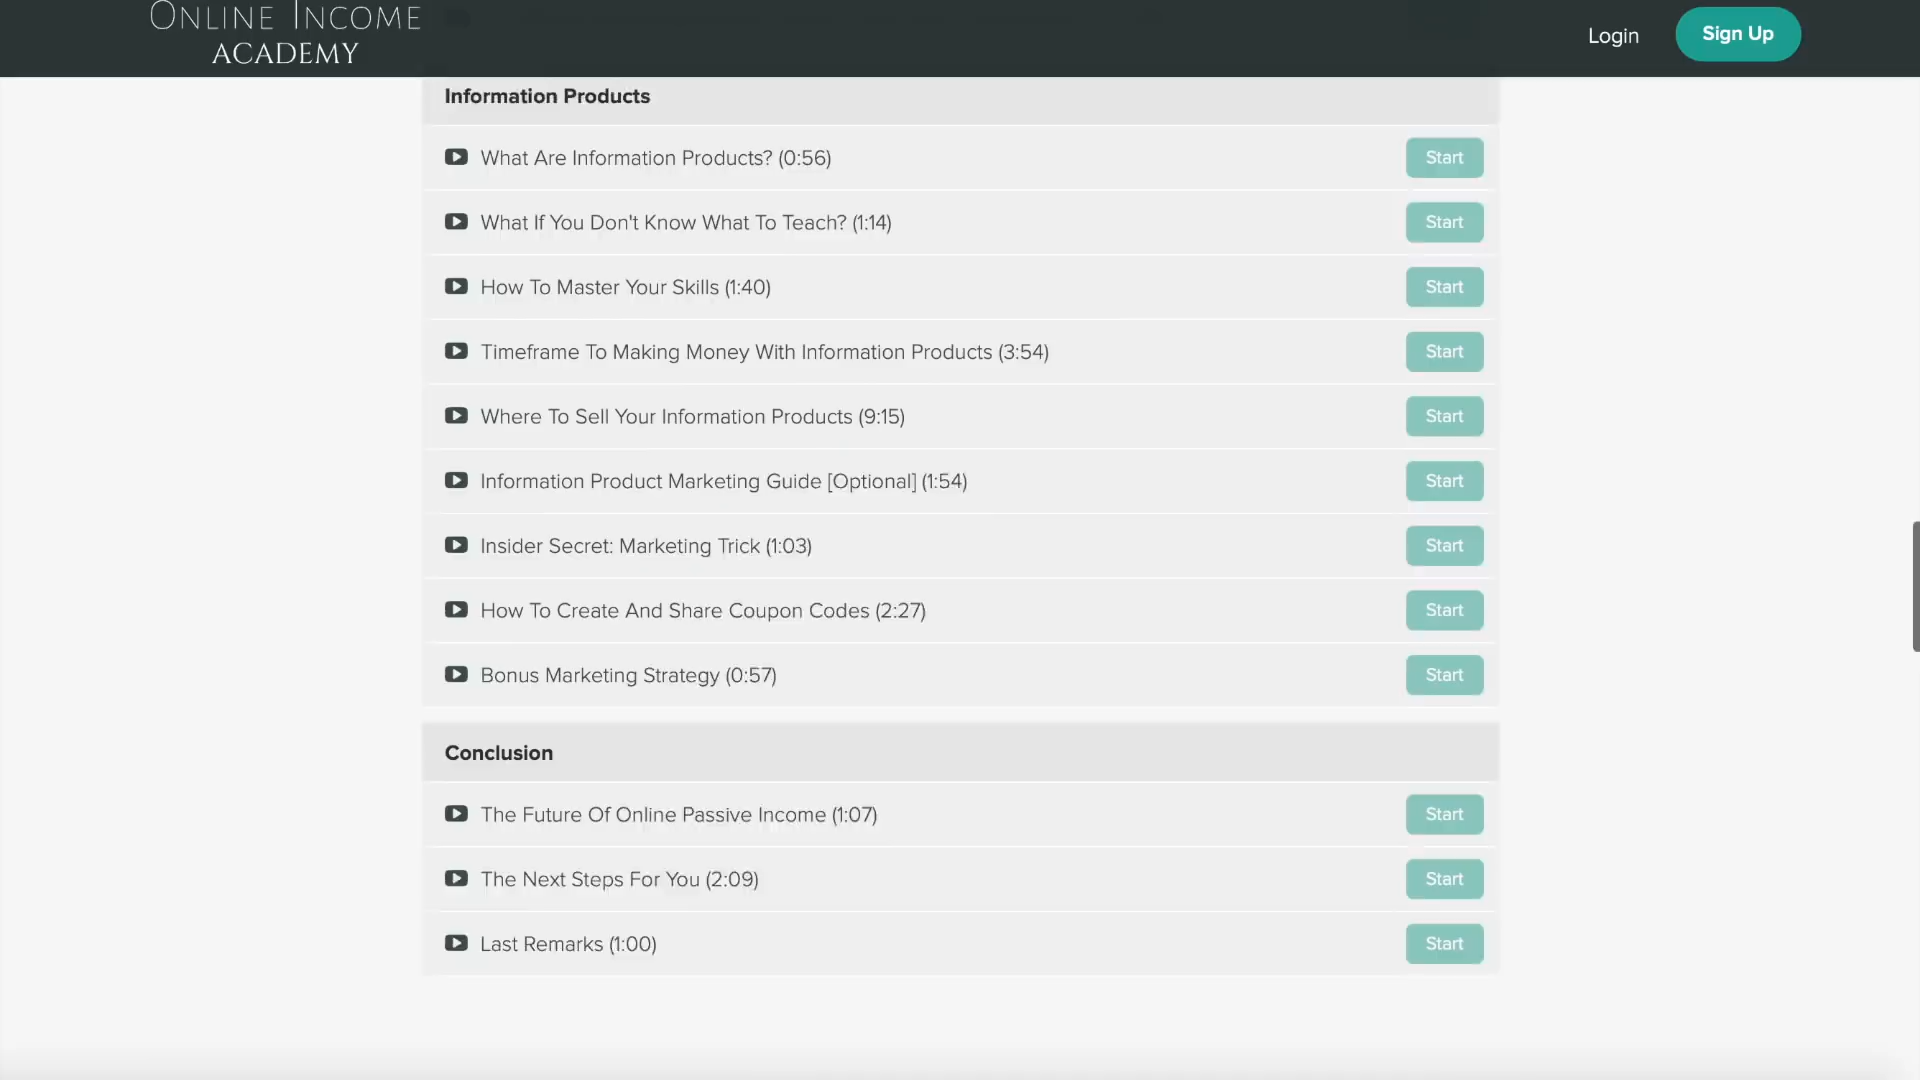 ONLINE INCOME
ACADEMY
Login
Sign Up
Information Products
What Are Information Products? (0:56)
Start
What If You Don't Know What To Teach? (1:14)
Start
How To Master Your Skills (1:40)
Start
Timeframe To Making Money With Information Products (3:54)
Start
Where To Sell Your Information Products (9:15)
Start
Information Product Marketing Guide [Optional] (1:54)
Start
Insider Secret: Marketing Trick (1:03)
Start
How To Create And Share Coupon Codes (2:27)
Start
Bonus Marketing Strategy (0:57)
Start
Conclusion
The Future Of Online Passive Income (1:07)
Start
The Next Steps For You (2:09)
Start
Last Remarks (1:00)
Start